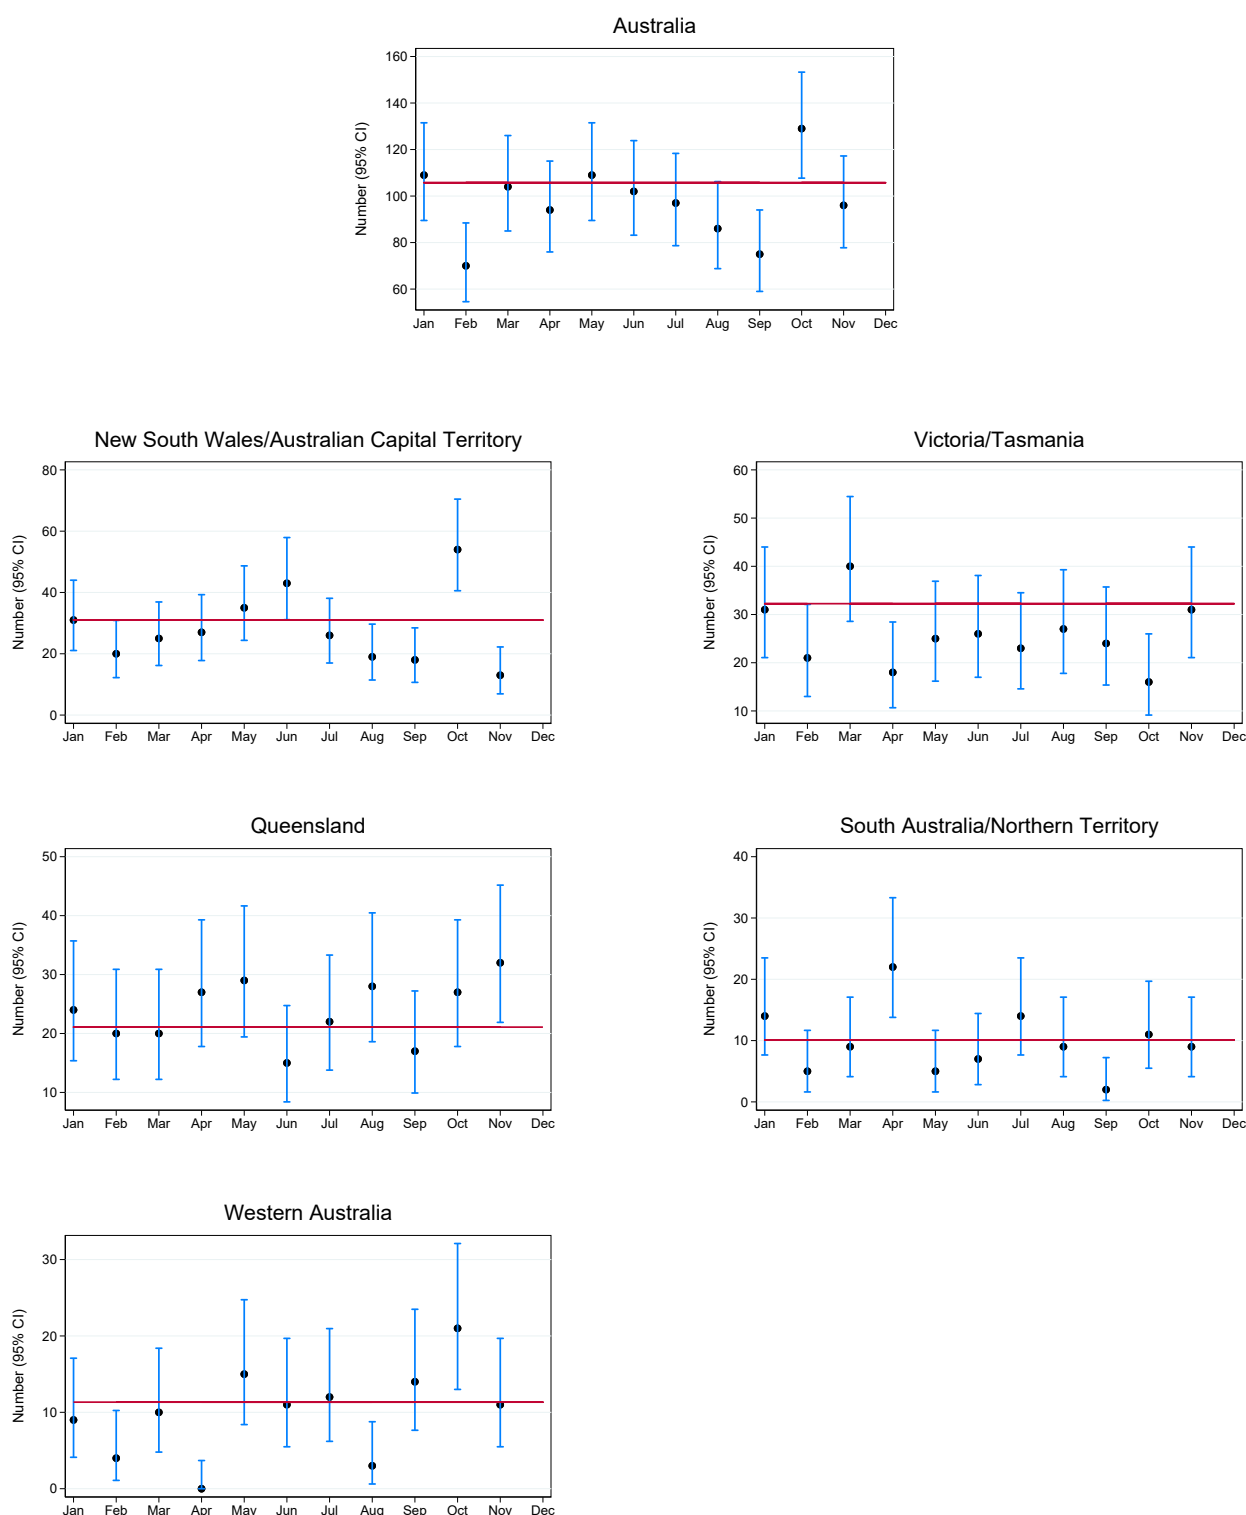 Australia
Number (95% CI)
160
140
120
100
80
60
Jan Feb Mar Apr May Jun Jul Aug Sep Oct Nov Dec
New South Wales/Australian Capital Territory
Number (95% CI)
80
60
40
20
0
Jan Feb Mar Apr May Jun Jul Aug Sep Oct Nov Dec
Victoria/Tasmania
Number (95% CI)
60
50
40
30
20
10
Jan Feb Mar Apr May Jun Jul Aug Sep Oct Nov Dec
Queensland
Number (95% CI)
50
40
30
20
10
Jan Feb Mar Apr May Jun Jul Aug Sep Oct Nov Dec
South Australia/Northern Territory
Number (95% CI)
40
30
20
10
0
Jan Feb Mar Apr May Jun Jul Aug Sep Oct Nov Dec
Western Australia
Number (95% CI)
30
20
10
0
Jan Feb Mar Apr May Jun Jul Aug Sep Oct Nov Dec